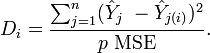 D_i = \frac{\sum_{j=1}^{n} (\hat{Y}_j - \hat{Y}_{j(i)})^2}{p \text{ MSE}}.